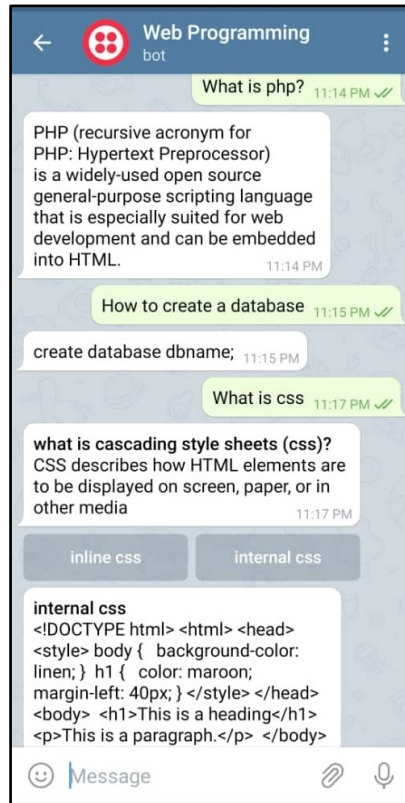 Web Programming
bot
What is php? 11:14 PM
PHP (recursive acronym for
PHP: Hypertext Preprocessor)
is a widely-used open source
general-purpose scripting language
that is especially suited for web
development and can be embedded
into HTML. 11:14 PM
How to create a database 11:15 PM
create database dbname; 11:15 PM
What is css 11:17 PM
what is cascading style sheets (css)?
CSS describes how HTML elements are
to be displayed on screen, paper, or in
other media 11:17 PM
inline css internal css
internal css
<!DOCTYPE html> <html> <head>
<style> body {   background-color:
linen; }  h1 {   color: maroon;
margin-left: 40px; } </style> </head>
<body>  <h1>This is a heading</h1>
<p>This is a paragraph.</p>  </body>
Message